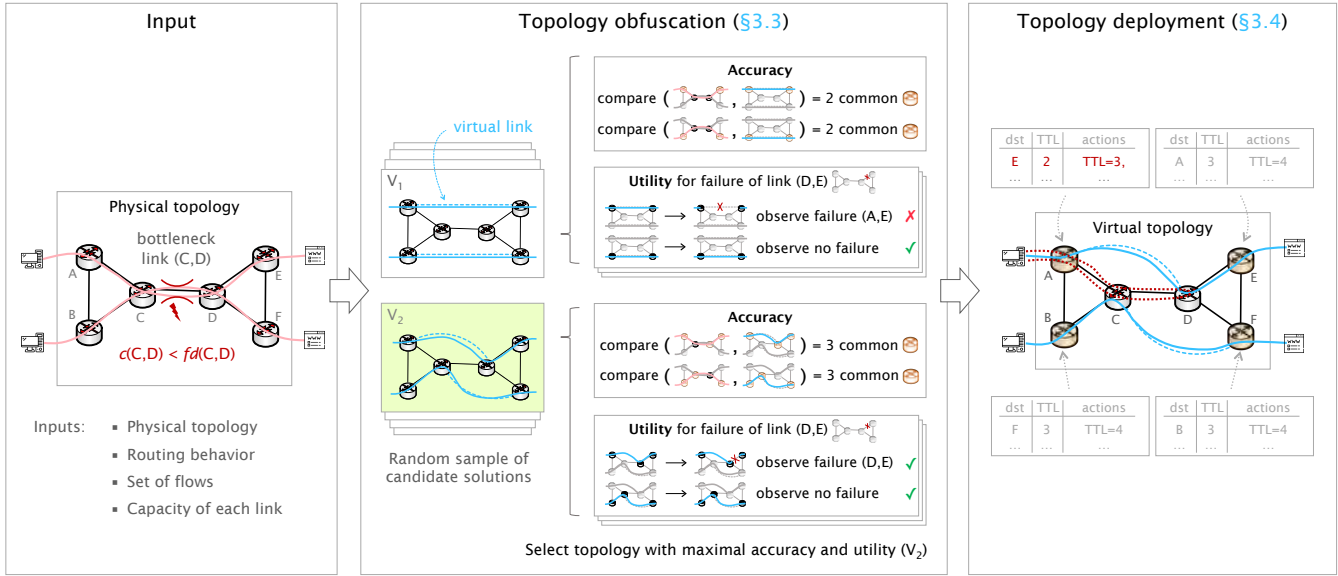 Input
Physical topology
bottleneck
link (C,D)
A
E
B
C
D
F
c(C,D) < fd(C,D)
Inputs:
▪ Physical topology
▪ Routing behavior
▪ Set of flows
▪ Capacity of each link
Topology obfuscation (§3.3)
virtual link
V1
V2
Random sample of
candidate solutions
Accuracy
compare ( , ) = 2 common
compare ( , ) = 2 common
Utility for failure of link (D,E)
observe failure (A,E) ✗
observe no failure ✓
Accuracy
compare ( , ) = 3 common
compare ( , ) = 3 common
Utility for failure of link (D,E)
observe failure (D,E) ✓
observe no failure ✓
Select topology with maximal accuracy and utility (V2)
Topology deployment (§3.4)
dst TTL actions
E 2 TTL=3,
... ... ...
dst TTL actions
A 3 TTL=4
... ... ...
Virtual topology
A
E
B
C
D
F
dst TTL actions
F 3 TTL=4
... ... ...
dst TTL actions
B 3 TTL=4
... ... ...